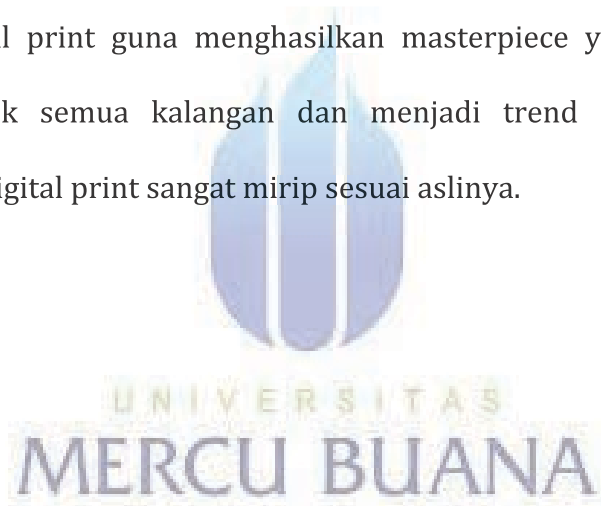 l print guna menghasilkan masterpiece y
k semua kalangan dan menjadi trend
igital print sangat mirip sesuai aslinya.
UNIVERSITAS
MERCU BUANA